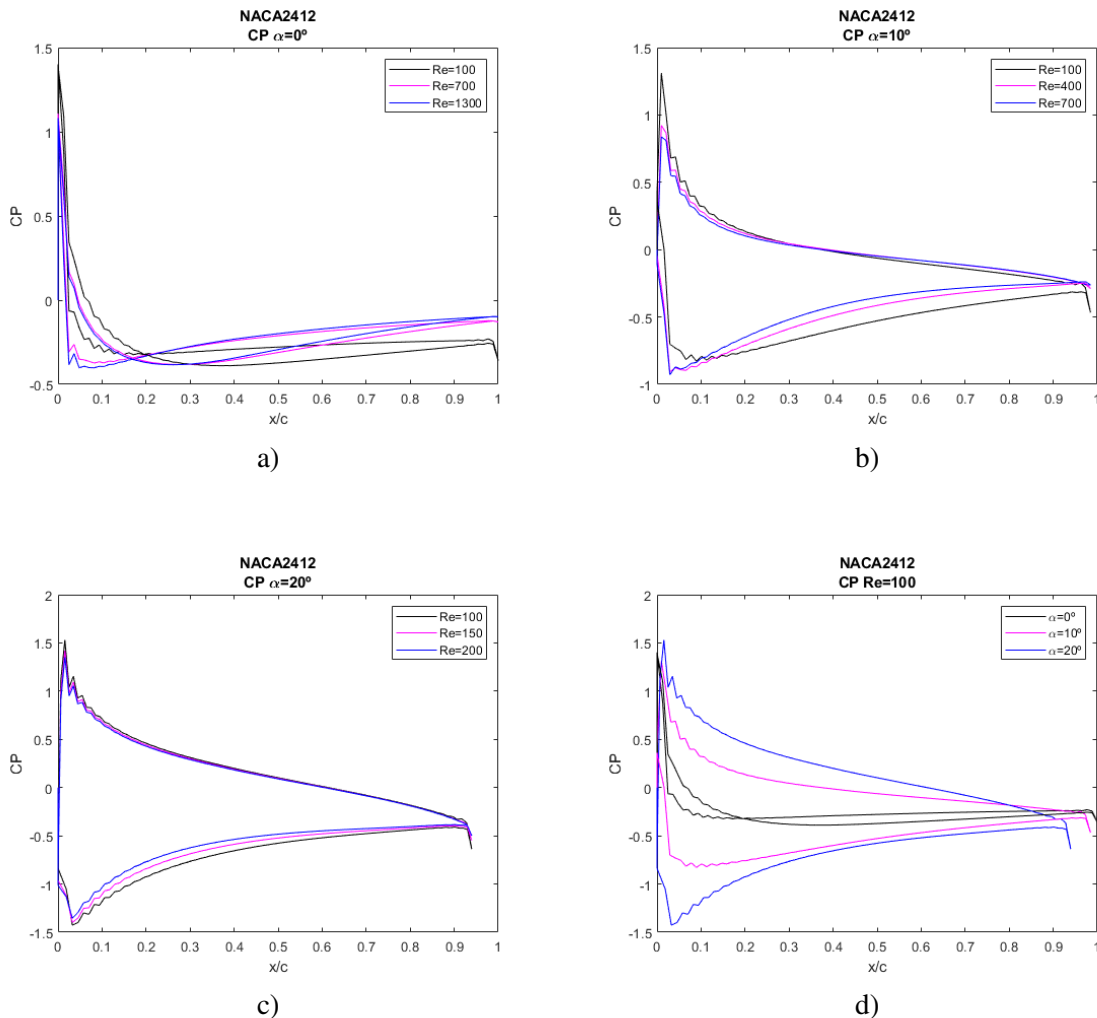 NACA2412
CP α=0º
1.5
1
0.5
0
-0.5
CP
0 0.1 0.2 0.3 0.4 0.5 0.6 0.7 0.8 0.9 1
x/c
Re=100
Re=700
Re=1300
a)
NACA2412
CP α=10º
1.5
1
0.5
0
-0.5
-1
CP
0 0.1 0.2 0.3 0.4 0.5 0.6 0.7 0.8 0.9 1
x/c
Re=100
Re=400
Re=700
b)
NACA2412
CP α=20º
2
1.5
1
0.5
0
-0.5
-1
-1.5
CP
0 0.1 0.2 0.3 0.4 0.5 0.6 0.7 0.8 0.9 1
x/c
Re=100
Re=150
Re=200
c)
NACA2412
CP Re=100
2
1.5
1
0.5
0
-0.5
-1
-1.5
CP
0 0.1 0.2 0.3 0.4 0.5 0.6 0.7 0.8 0.9 1
x/c
α=0º
α=10º
α=20º
d)